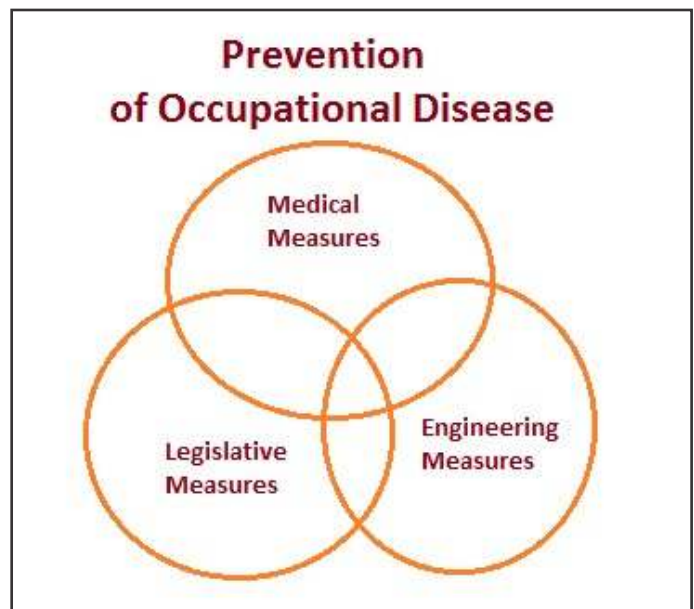 Prevention
of Occupational Disease
Medical
Measures
Legislative
Measures
Engineering
Measures